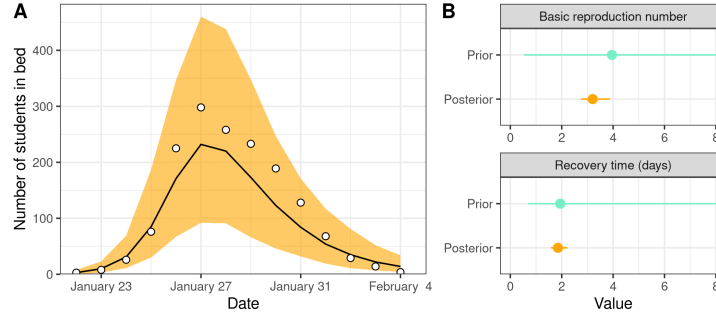 A
Number of students in bed
400
300
200
100
0
January 23
January 27
January 31
February 4
Date
B
Basic reproduction number
Prior
Posterior
0
2
4
6
8
Recovery time (days)
Prior
Posterior
0
2
4
6
8
Value